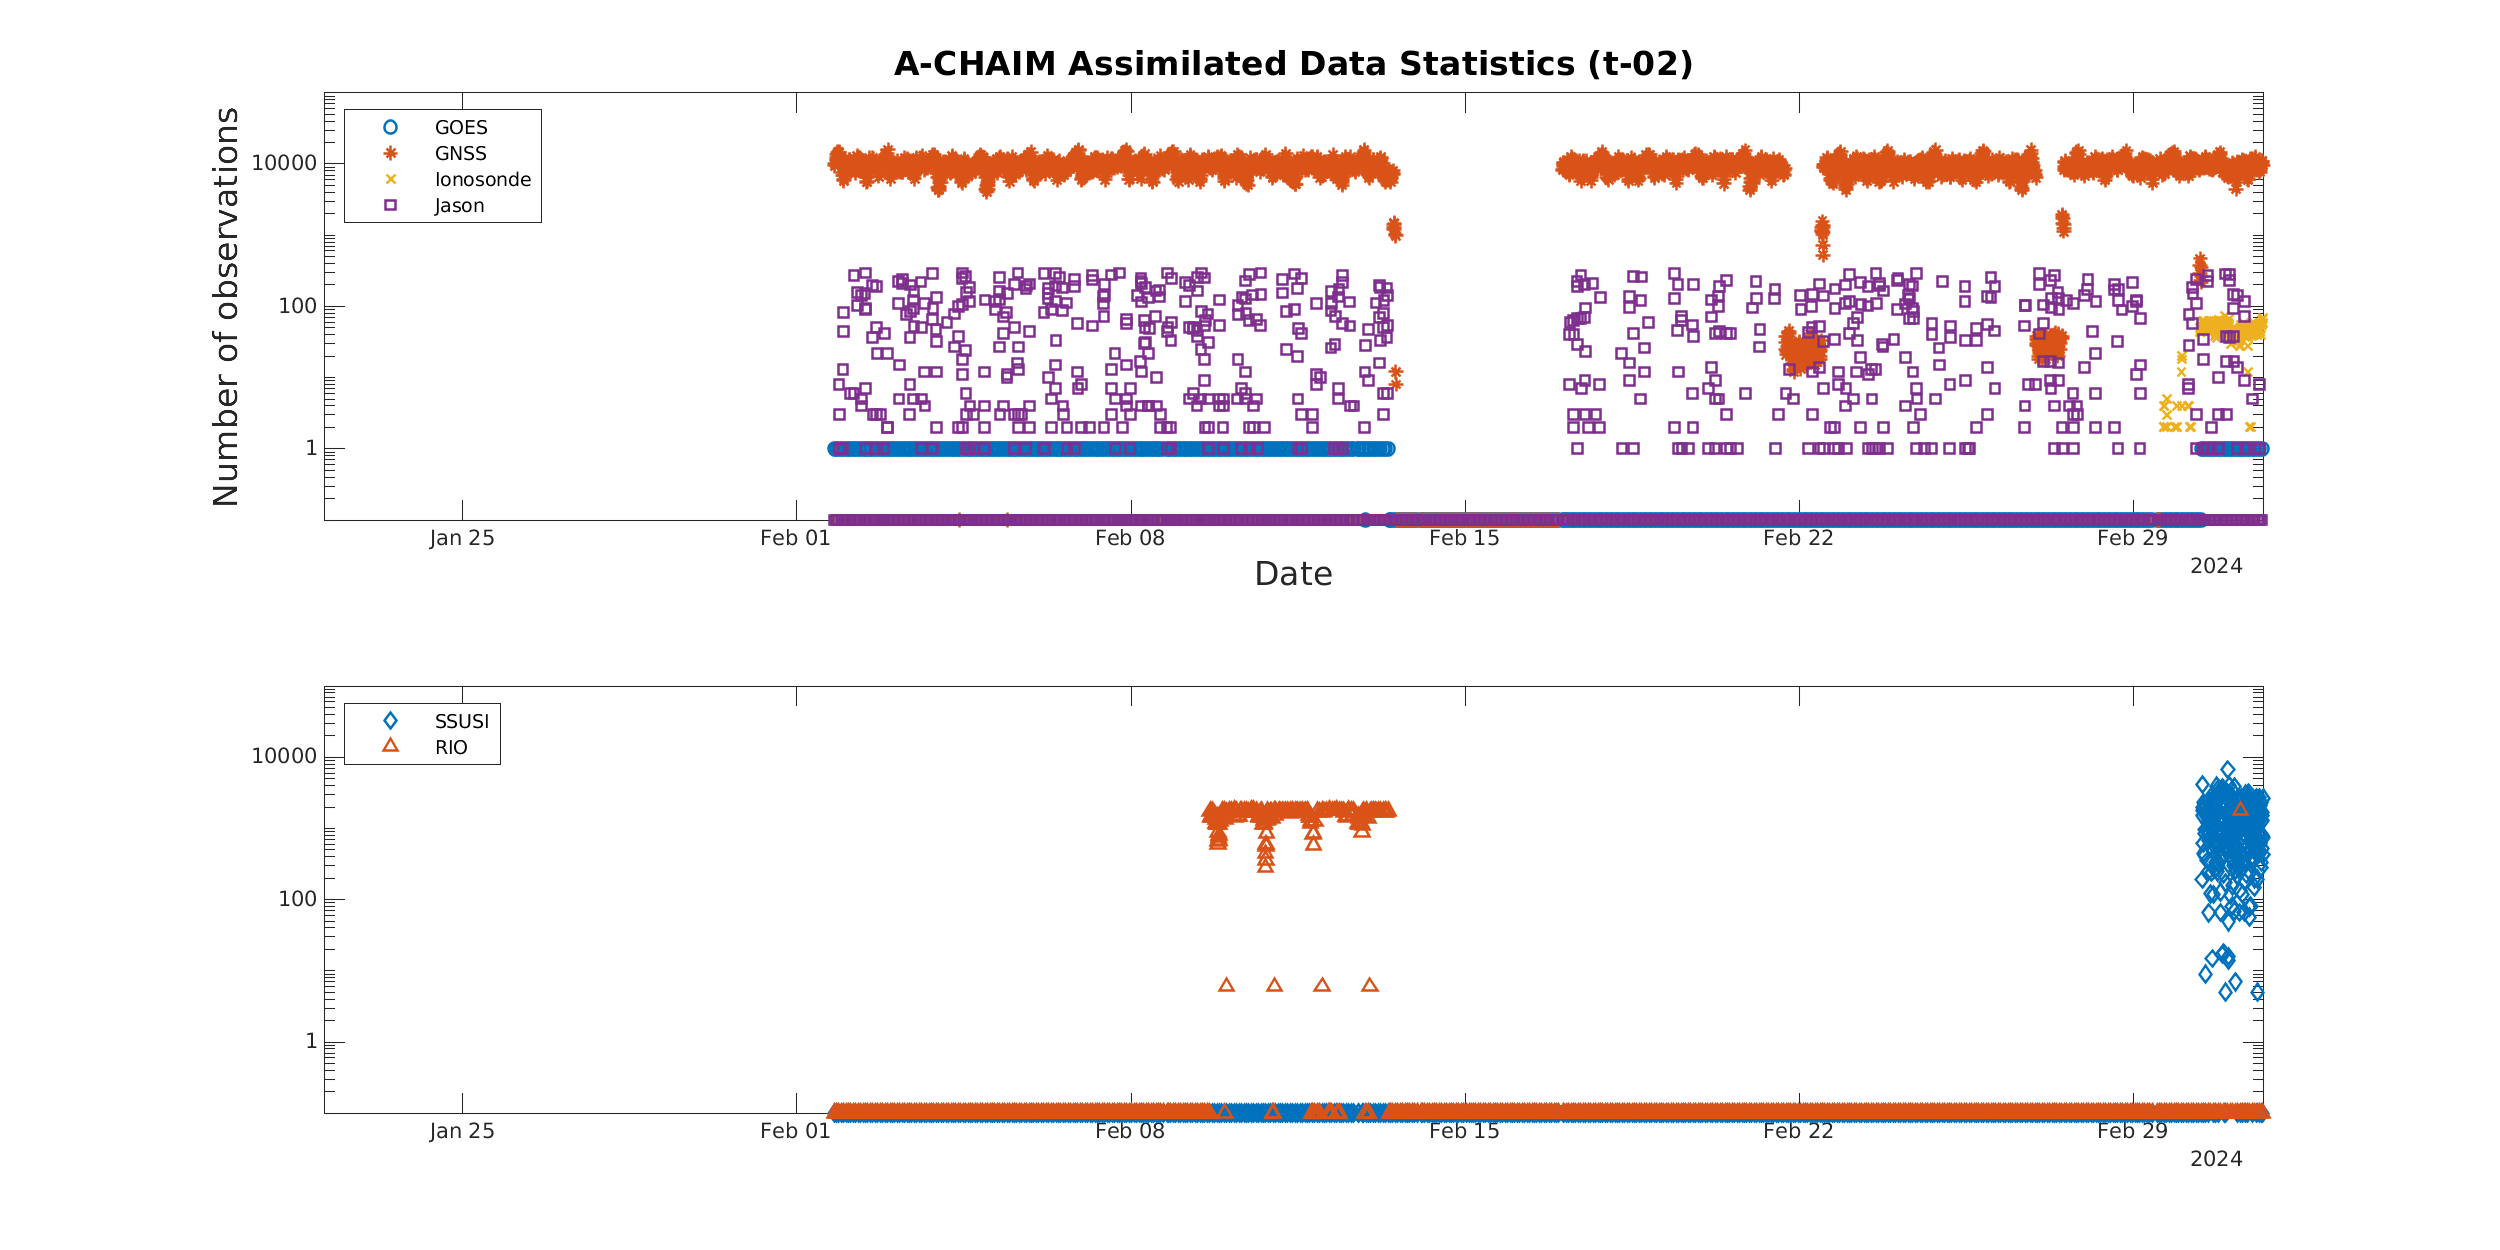 A-CHAIM Assimilated Data Statistics (t-02)
Number of observations
10000
100
1
GOES
GNSS
Ionosonde
Jason
Jan 25
Feb 01
Feb 08
Feb 15
Feb 22
Feb 29
2024
Date
10000
100
1
SSUSI
RIO
Jan 25
Feb 01
Feb 08
Feb 15
Feb 22
Feb 29
2024